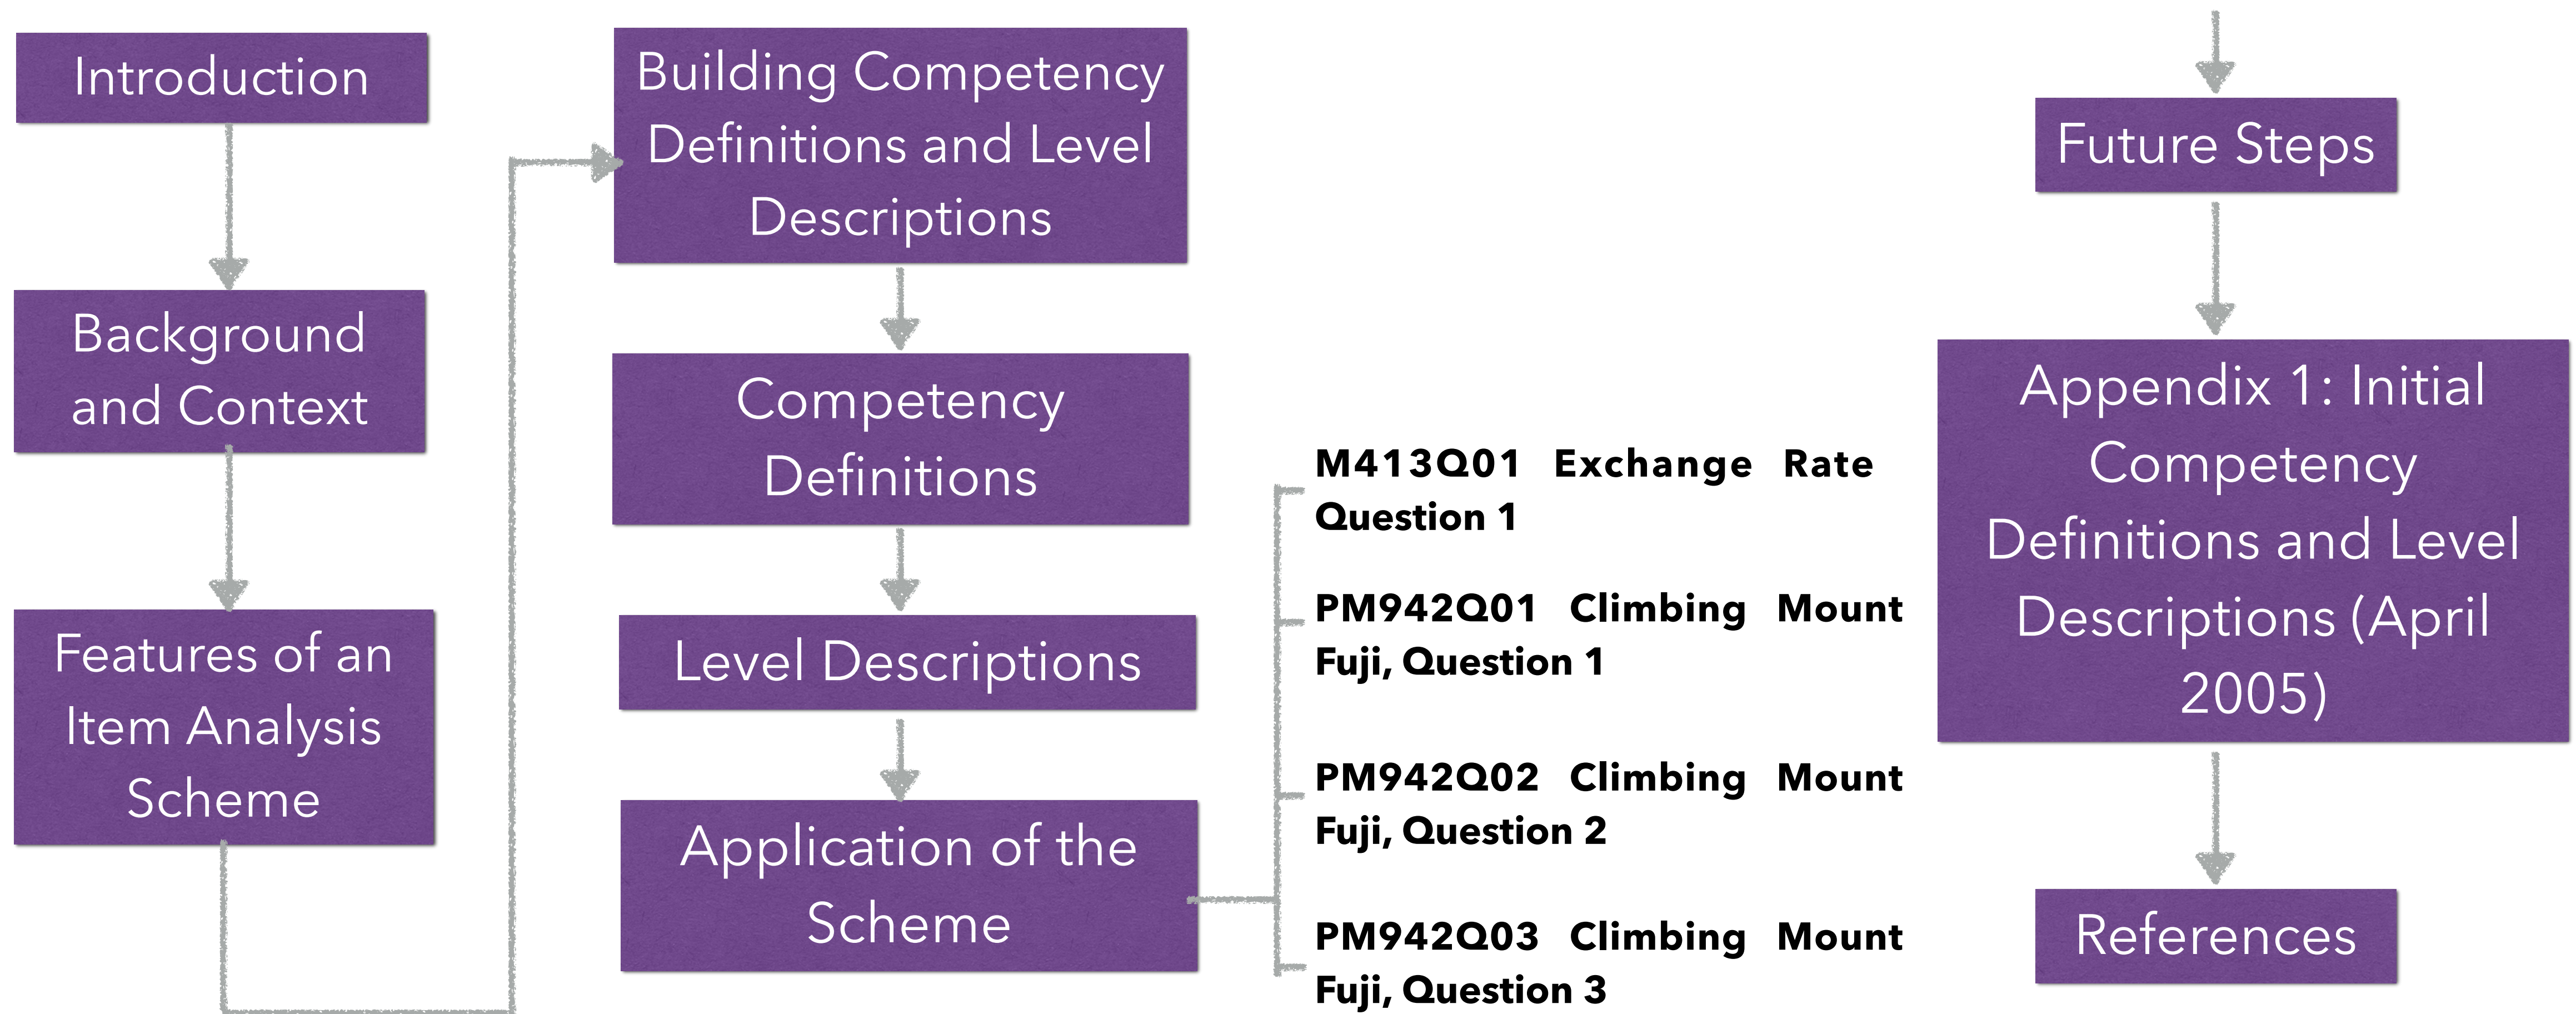 Introduction
Background
and Context
Features of an
Item Analysis
Scheme
Building Competency
Definitions and Level
Descriptions
Competency
Definitions
Level Descriptions
Application of the
Scheme
M413Q01 Exchange Rate
Question 1
PM942Q01 Climbing Mount
Fuji, Question 1
PM942Q02 Climbing Mount
Fuji, Question 2
PM942Q03 Climbing Mount
Fuji, Question 3
Future Steps
Appendix 1: Initial
Competency
Definitions and Level
Descriptions (April
2005)
References